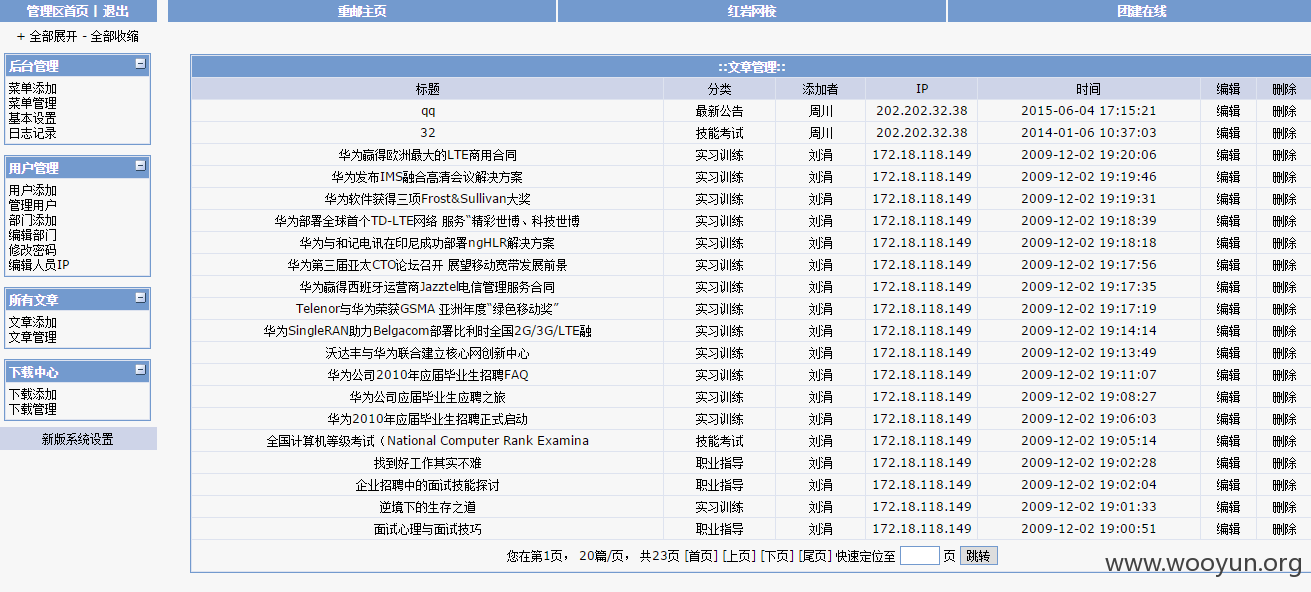 管理区首页 | 退出 重邮主页 红岩网校 团建在线
+ 全部展开 - 全部收缩
后台管理
菜单添加
菜单管理
基本设置
日志记录
用户管理
用户添加
管理用户
部门添加
编辑部门
修改密码
编辑人员IP
所有文章
文章添加
文章管理
下载中心
下载添加
下载管理
新版系统设置
::文章管理::
标题 分类 添加者 IP 时间 编辑 删除
qq 最新公告 周川 202.202.32.38 2015-06-04 17:15:21 编辑 删除
32 技能考试 周川 202.202.32.38 2014-01-06 10:37:03 编辑 删除
华为赢得欧洲最大的LTE商用合同 实习训练 刘涓 172.18.118.149 2009-12-02 19:20:06 编辑 删除
华为发布IMS融合高清会议解决方案 实习训练 刘涓 172.18.118.149 2009-12-02 19:19:46 编辑 删除
华为软件获得三项Frost&Sullivan大奖 实习训练 刘涓 172.18.118.149 2009-12-02 19:19:31 编辑 删除
华为部署全球首个TD-LTE网络 服务“精彩世博、科技世博 实习训练 刘涓 172.18.118.149 2009-12-02 19:18:39 编辑 删除
华为与和记电讯在印尼成功部署ngHLR解决方案 实习训练 刘涓 172.18.118.149 2009-12-02 19:18:18 编辑 删除
华为第三届亚太CTO论坛召开 展望移动宽带发展前景 实习训练 刘涓 172.18.118.149 2009-12-02 19:17:56 编辑 删除
华为赢得西班牙运营商Jazztel电信管理服务合同 实习训练 刘涓 172.18.118.149 2009-12-02 19:17:35 编辑 删除
Telenor与华为荣获GSMA 亚洲年度“绿色移动奖” 实习训练 刘涓 172.18.118.149 2009-12-02 19:17:19 编辑 删除
华为SingleRAN助力Belgacom部署比利时全国2G/3G/LTE融 实习训练 刘涓 172.18.118.149 2009-12-02 19:14:14 编辑 删除
沃达丰与华为联合建立核心网创新中心 实习训练 刘涓 172.18.118.149 2009-12-02 19:13:49 编辑 删除
华为公司2010年应届毕业生招聘FAQ 实习训练 刘涓 172.18.118.149 2009-12-02 19:11:07 编辑 删除
华为公司应届毕业生应聘之旅 实习训练 刘涓 172.18.118.149 2009-12-02 19:08:27 编辑 删除
华为2010年应届毕业生招聘正式启动 实习训练 刘涓 172.18.118.149 2009-12-02 19:06:03 编辑 删除
全国计算机等级考试（National Computer Rank Examina 技能考试 刘涓 172.18.118.149 2009-12-02 19:05:14 编辑 删除
找到好工作其实不难 职业指导 刘涓 172.18.118.149 2009-12-02 19:02:28 编辑 删除
企业招聘中的面试技能探讨 职业指导 刘涓 172.18.118.149 2009-12-02 19:02:04 编辑 删除
逆境下的生存之道 实习训练 刘涓 172.18.118.149 2009-12-02 19:01:33 编辑 删除
面试心理与面试技巧 职业指导 刘涓 172.18.118.149 2009-12-02 19:00:51 编辑 删除
您在第1页， 20篇/页， 共23页 [首页] [上页] [下页] [尾页] 快速定位至 页 跳转
www.wooyun.org